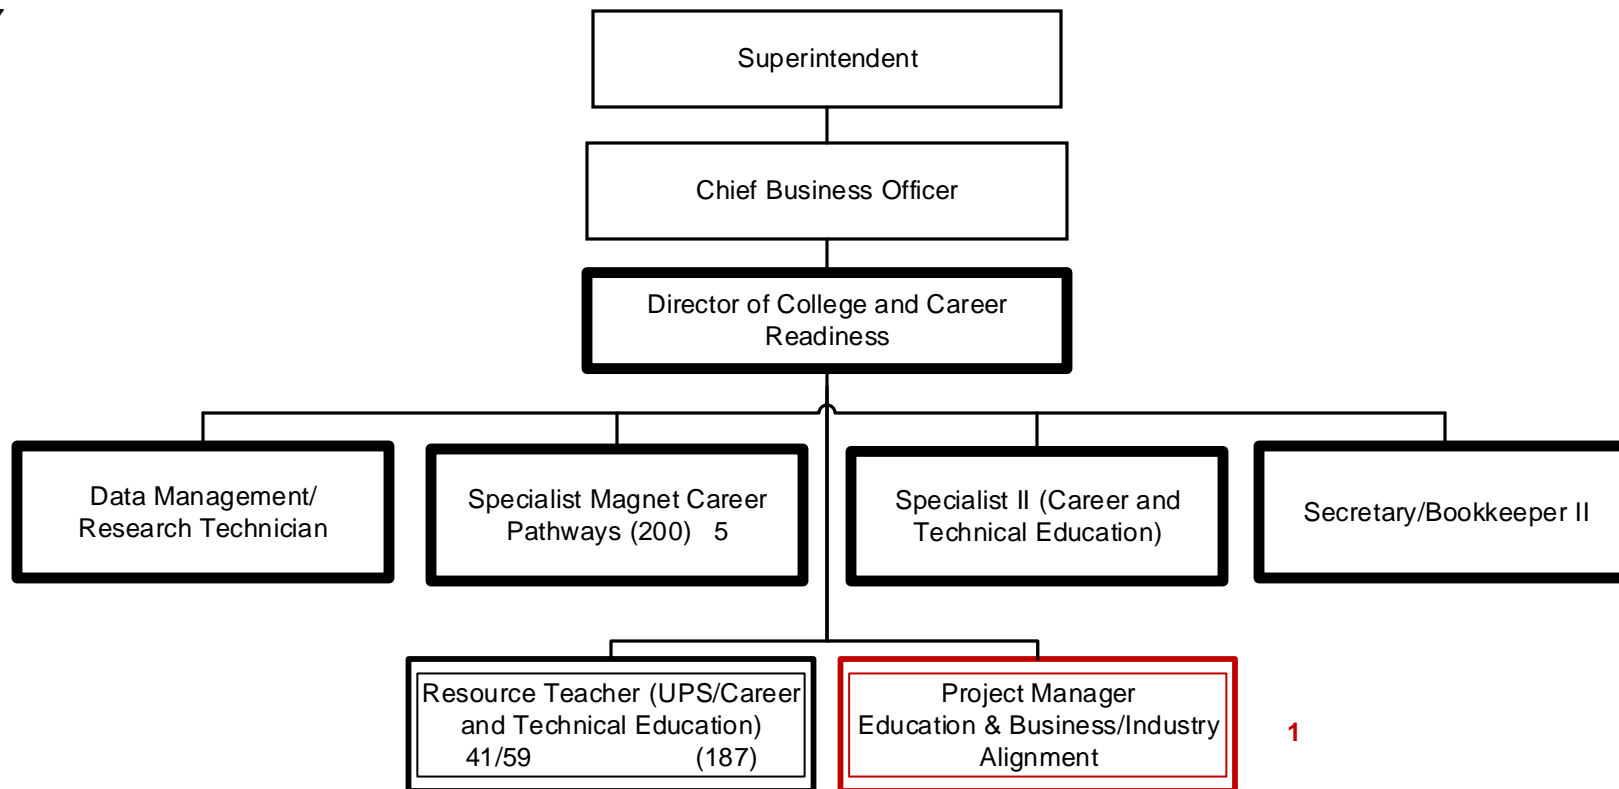 Superintendent
Chief Business Officer
Director of College and Career
Readiness
Data Management/
Research Technician
Specialist Magnet Career
Pathways (200) 5
Specialist II (Career and
Technical Education)
Secretary/Bookkeeper II
Resource Teacher (UPS/Career
and Technical Education)
41/59 (187)
Project Manager
Education & Business/Industry
Alignment
1